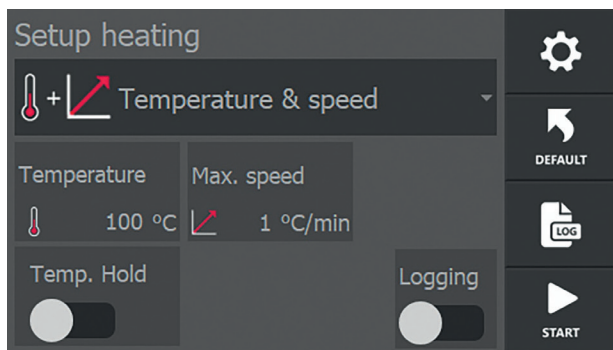 Setup heating
+ Temperature & speed
Temperature
100 °C
Max. speed
1 °C/min
Temp. Hold
Logging
DEFAULT
LOG
START